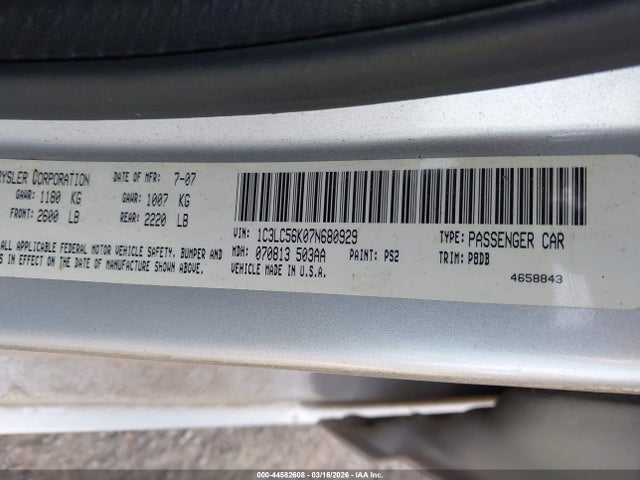 RYSLER CORPORATION DATE OF MFR: 7-07
GAWR: 1180 KG GAWR: 1007 KG
FRONT: 2600 LB REAR: 2220 LB
ALL APPLICABLE FEDERAL MOTOR VEHICLE SAFETY, BUMPER AND
S IN EFFECT ON THE DATE OF MANUFACTURE SHOWN ABOVE.
VIN: 1C3LC56K07N680929 TYPE: PASSENGER CAR
MDH: 070813 503AA PAINT: PS2 TRIM: P8DB
VEHICLE MADE IN U.S.A.
4658843
000-44582608 | 03/16/2026 | IAA Inc.